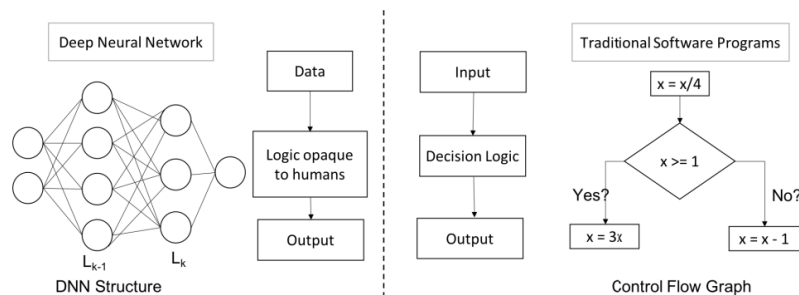 Deep Neural Network
Data
Logic opaque
to humans
Output
L k-1
L k
DNN Structure
Input
Decision Logic
Output
Traditional Software Programs
x = x/4
x >= 1
Yes?
No?
x = 3x
x = x - 1
Control Flow Graph